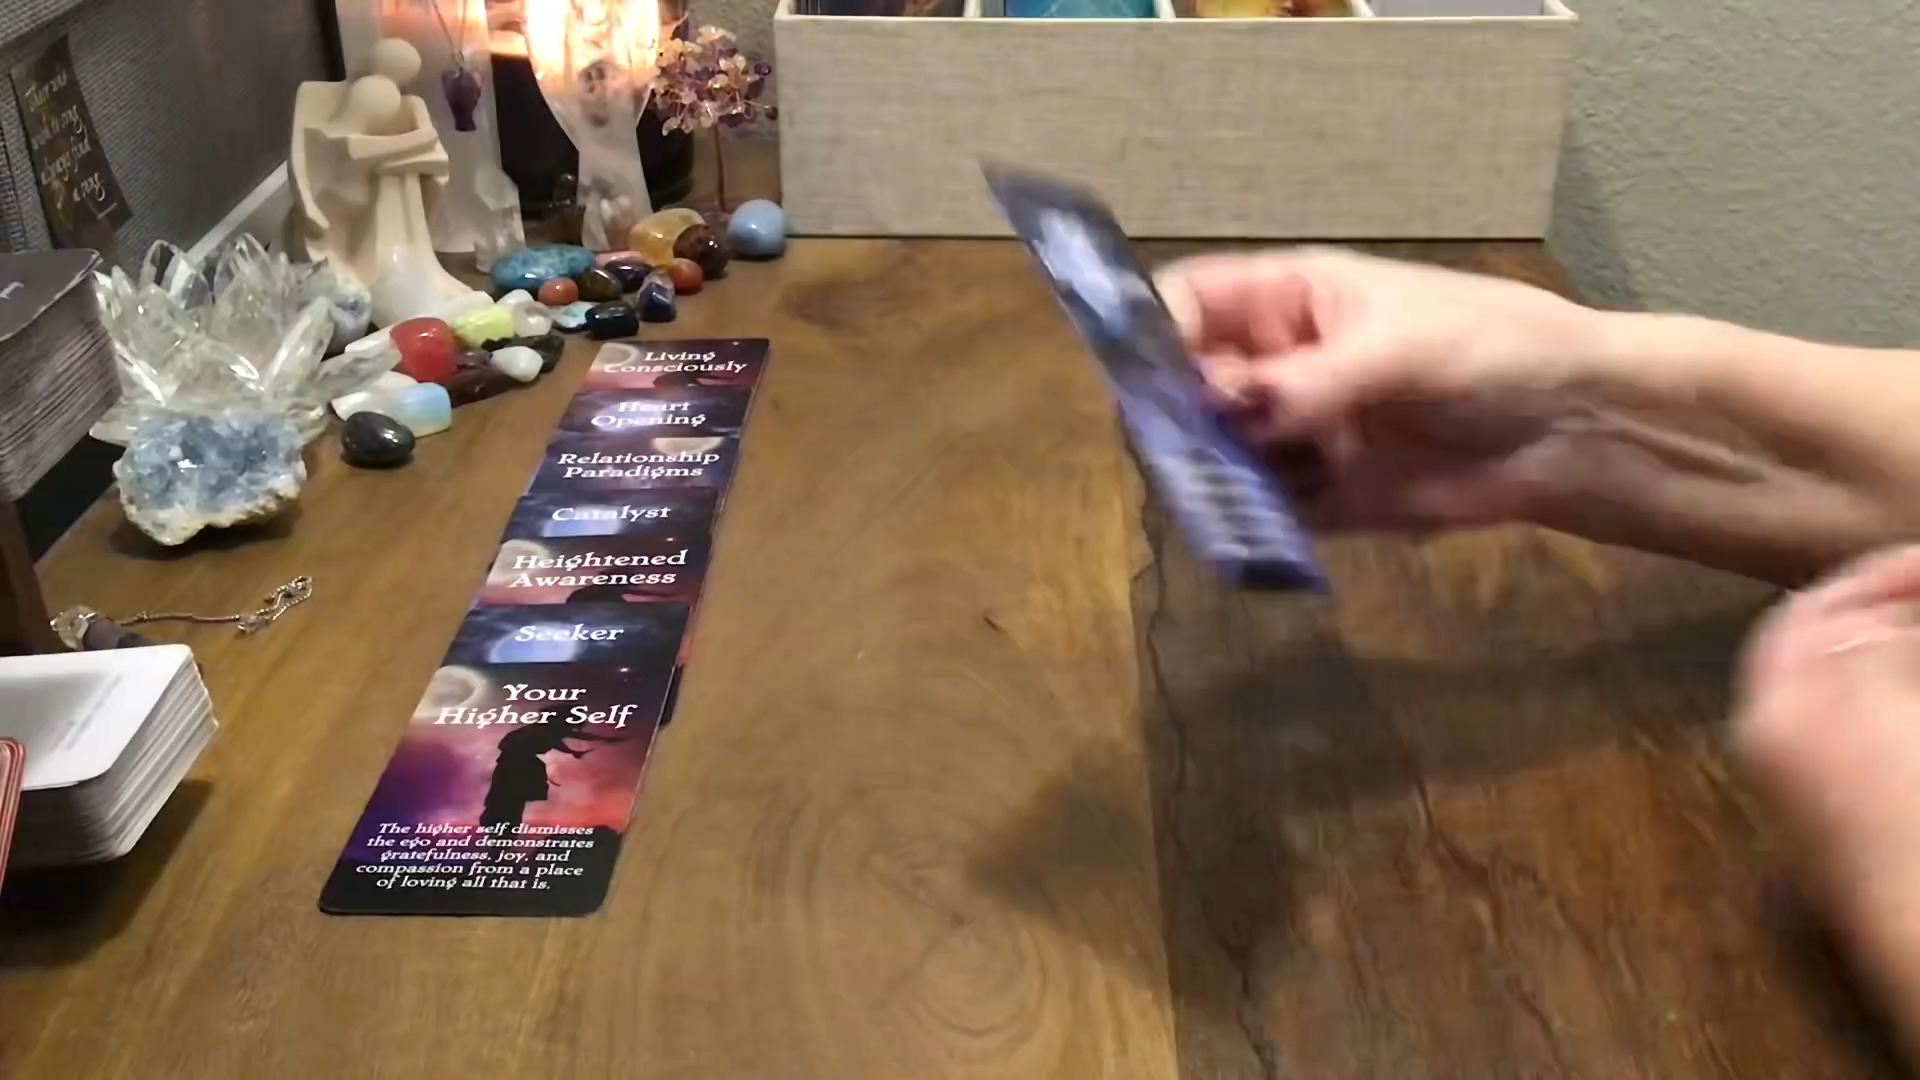 Living
Consciously
Heart
Opening
Relationship
Paradigms
Catalyst
Heightened
Awareness
Seeker
Your
Higher Self
The higher self dismisses
the ego and demonstrates
gratefulness, joy, and
compassion from a place
of loving all that is.